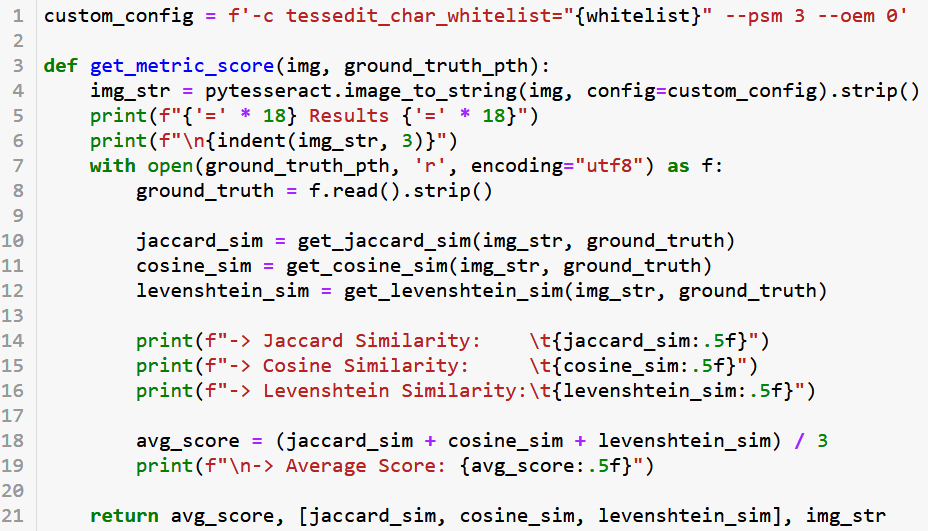 1 custom_config = f'-c tessedit_char_whitelist="{whitelist}" --psm 3 --oem 0'
2
3 def get_metric_score(img, ground_truth_pth):
4     img_str = pytesseract.image_to_string(img, config=custom_config).strip()
5     print(f"{'=' * 18} Results {'=' * 18}")
6     print(f"\n{indent(img_str, 3)}")
7     with open(ground_truth_pth, 'r', encoding="utf8") as f:
8         ground_truth = f.read().strip()
9
10         jaccard_sim = get_jaccard_sim(img_str, ground_truth)
11         cosine_sim = get_cosine_sim(img_str, ground_truth)
12         levenshtein_sim = get_levenshtein_sim(img_str, ground_truth)
13
14         print(f"-> Jaccard Similarity:    \t{jaccard_sim:.5f}")
15         print(f"-> Cosine Similarity:     \t{cosine_sim:.5f}")
16         print(f"-> Levenshtein Similarity:\t{levenshtein_sim:.5f}")
17
18         avg_score = (jaccard_sim + cosine_sim + levenshtein_sim) / 3
19         print(f"\n-> Average Score: {avg_score:.5f}")
20
21     return avg_score, [jaccard_sim, cosine_sim, levenshtein_sim], img_str